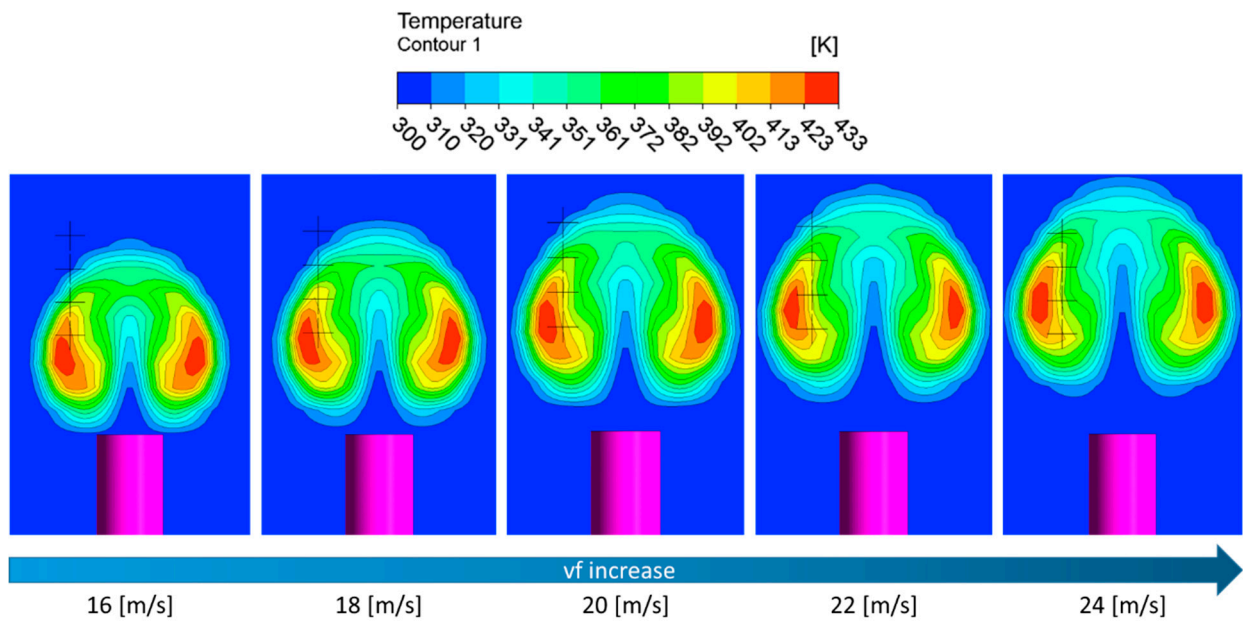 Temperature
Contour 1 [K]
300 310 320 331 341 351 361 372 382 392 402 413 423 433
vf increase
16 [m/s] 18 [m/s] 20 [m/s] 22 [m/s] 24 [m/s]